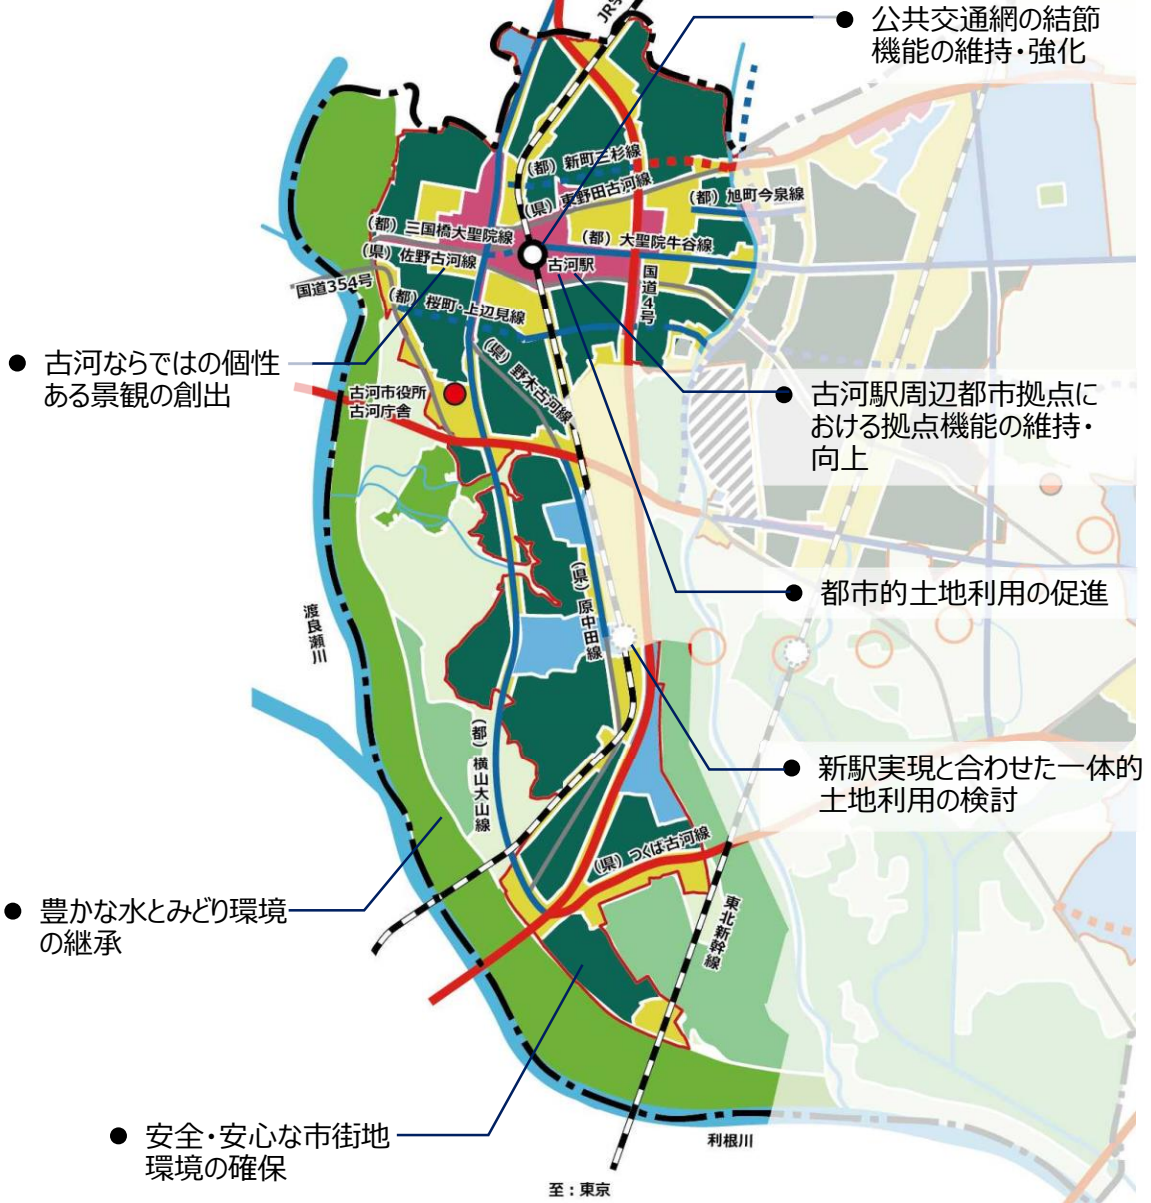 JR宇
● 公共交通網の結節
機能の維持・強化
(都) 新町三杉線
(県) 東野田古河線
(都) 旭町今泉線
(都) 三国橋大聖院線
(都) 大聖院牛谷線
(県) 佐野古河線
古河駅
国道4号
国道354号
(都) 桜町・上辺見線
(県) 野木古河線
● 古河ならではの個性
ある景観の創出
古河市役所
古河庁舎
● 古河駅周辺都市拠点に
おける拠点機能の維持・
向上
(県) 原中田線
● 都市的土地利用の促進
渡良瀬川
(都) 横山大山線
● 新駅実現と合わせた一体的
土地利用の検討
(県) つくば古河線
● 豊かな水とみどり環境
の継承
東北新幹線
● 安全・安心な市街地
環境の確保
利根川
至：東京